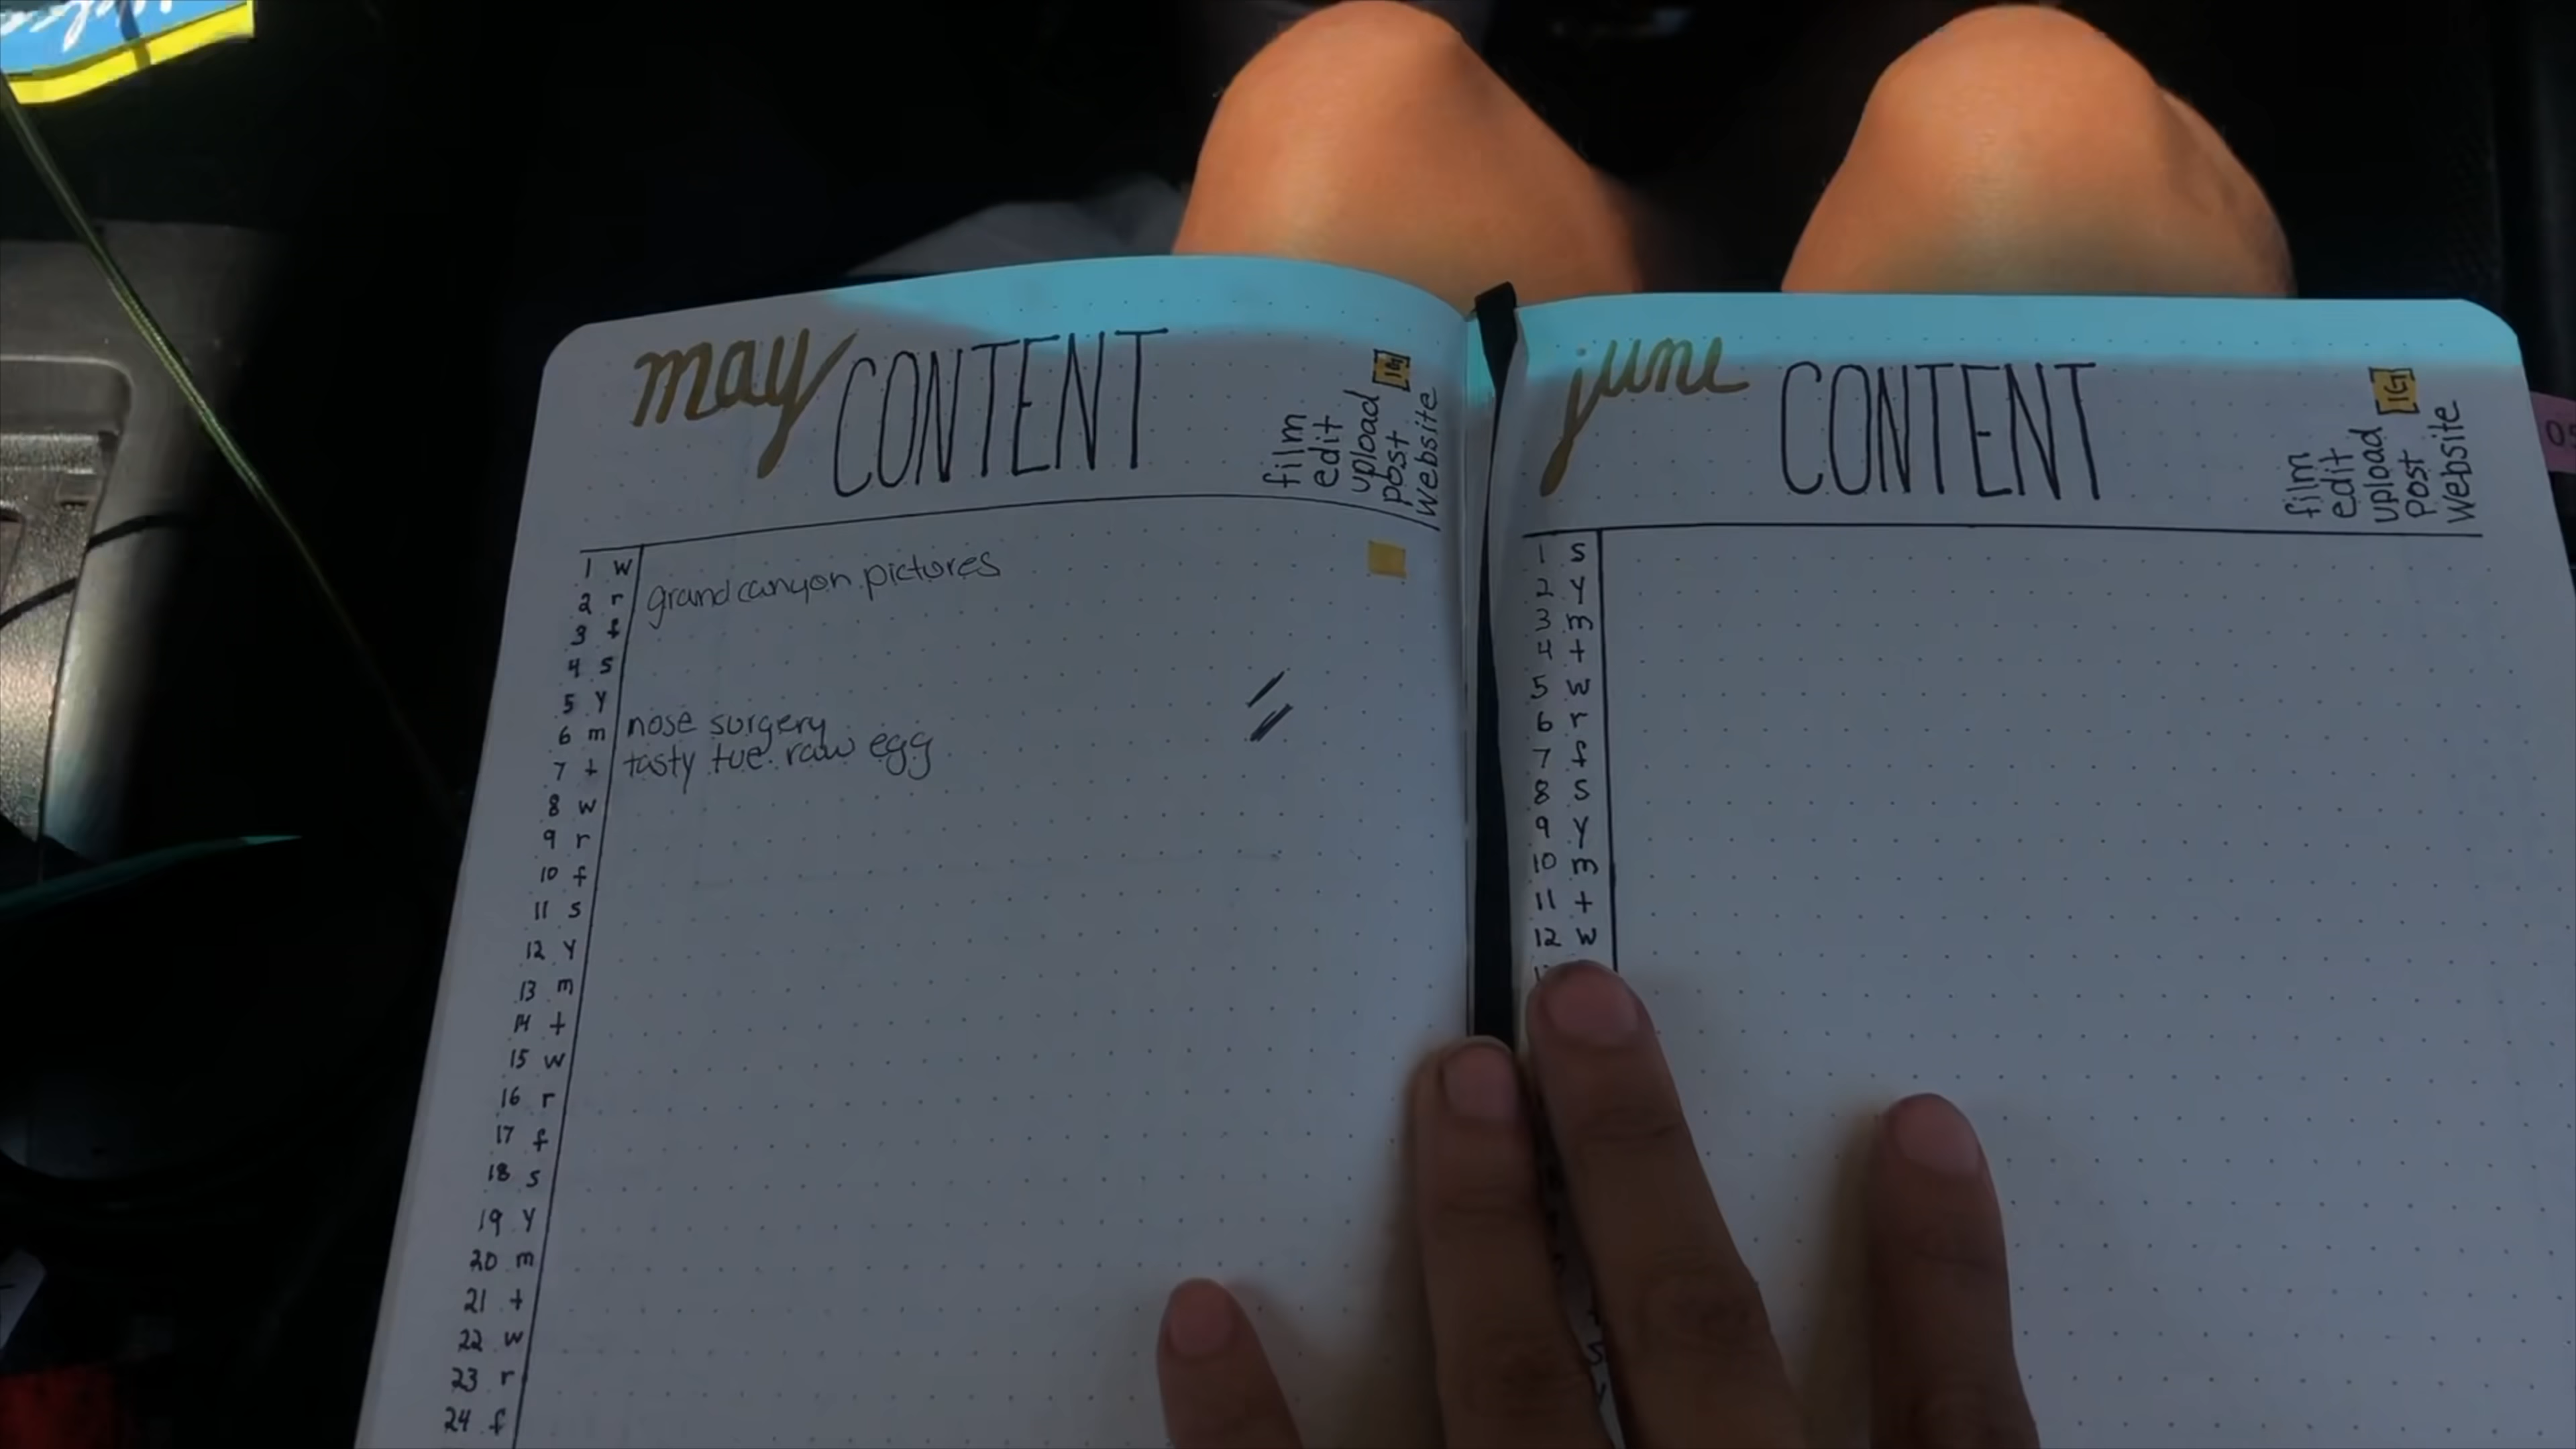 may CONTENT
film
edit
upload
post
website
IG
1 w
2 r grand canyon pictures
3 f
4 s
5 y
6 m nose surgery
7 t tasty tue. raw egg
8 w
9 r
10 f
11 s
12 y
13 m
14 t
15 w
16 r
17 f
18 s
19 y
20 m
21 t
22 w
23 r
24 f
june CONTENT
film
edit
upload
post
website
IG
1 s
2 y
3 m
4 t
5 w
6 r
7 f
8 s
9 y
10 m
11 t
12 w
05